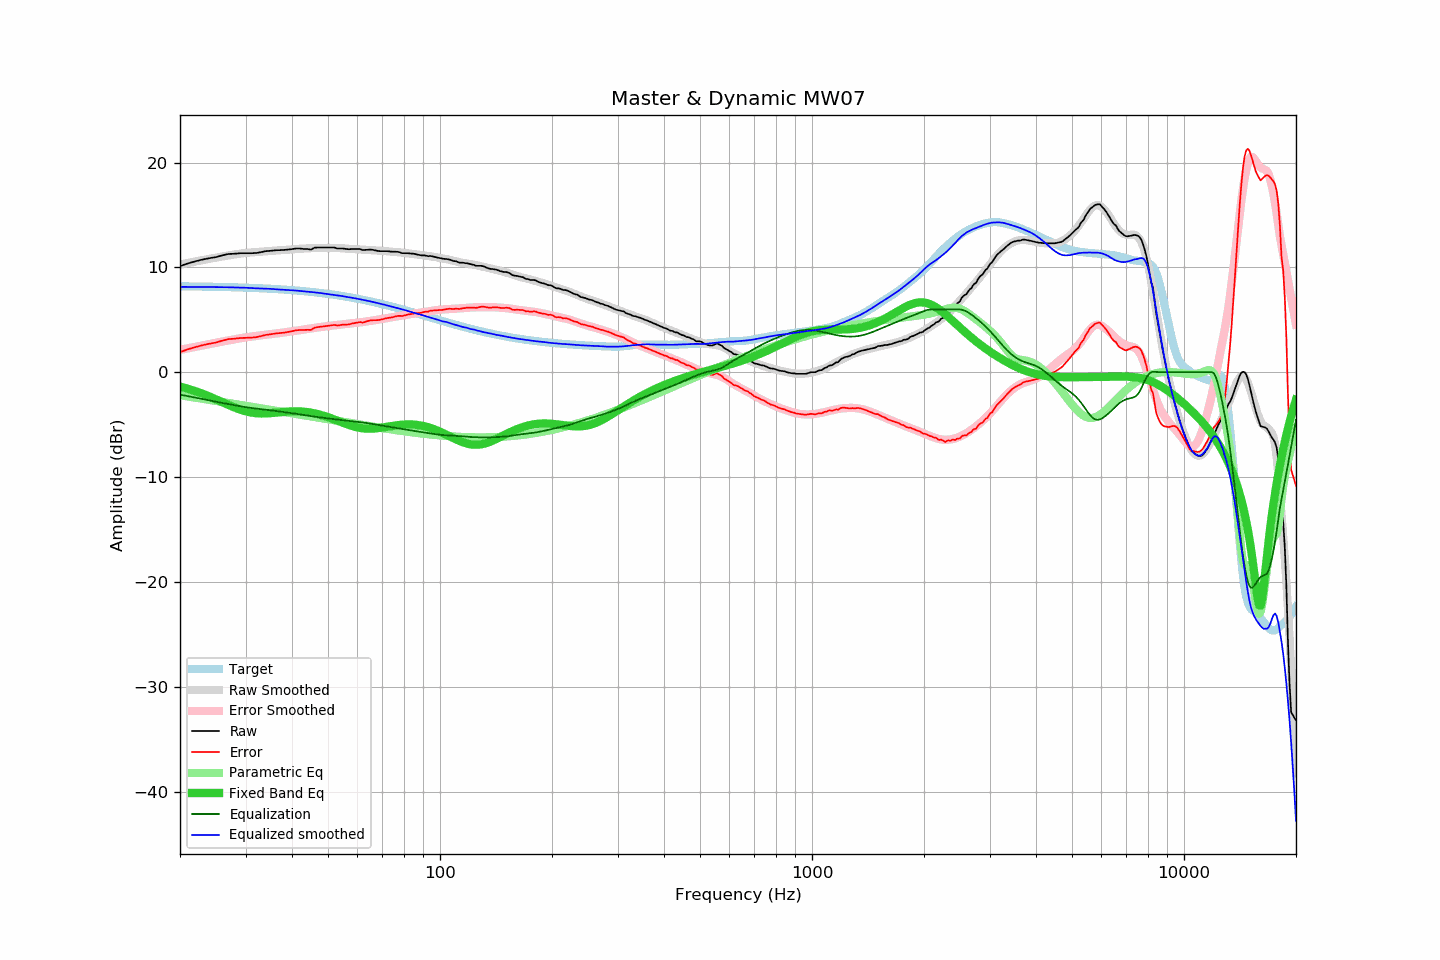 Master & Dynamic MW07
20
10
0
−10
−20
−30
−40
Amplitude (dBr)
Target
Raw Smoothed
Error Smoothed
Raw
Error
Parametric Eq
Fixed Band Eq
Equalization
Equalized smoothed
100
1000
10000
Frequency (Hz)